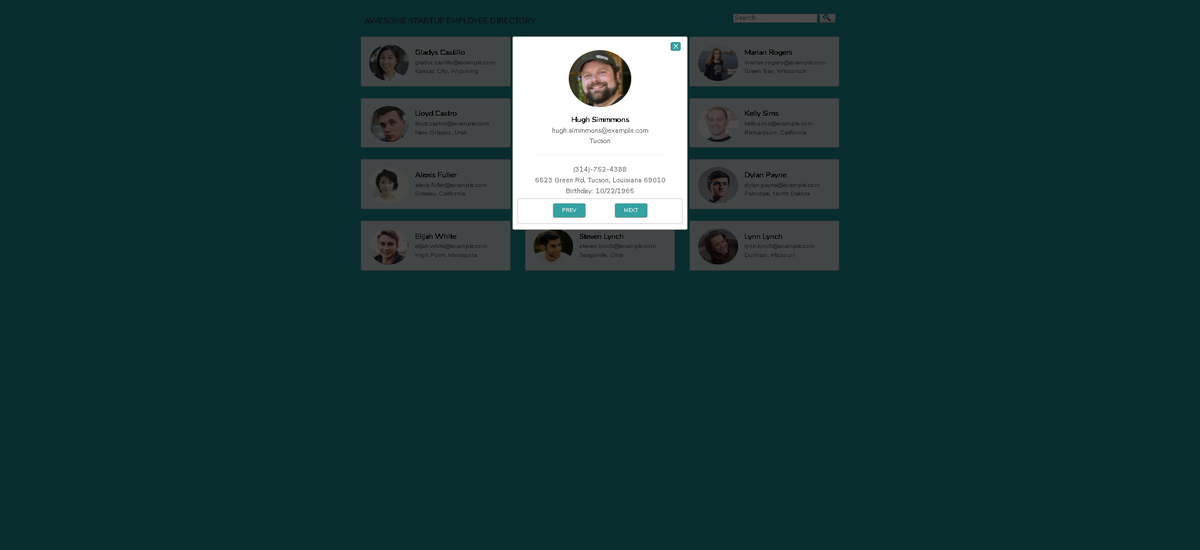 AWESOME STARTUP EMPLOYEE DIRECTORY
Search...
Gladys Castillo
gladys.castillo@example.com
Kansas City, Wyoming
X
Hugh Simmmons
hugh.simmmons@example.com
Tucson
(314)-752-4388
6523 Green Rd, Tucson, Louisiana 69010
Birthday: 10/22/1965
PREV
NEXT
Marian Rogers
marian.rogers@example.com
Green Bay, Wisconsin
Lloyd Castro
lloyd.castro@example.com
New Orleans, Utah
Kelly Sims
kelly.sims@example.com
Richardson, California
Alexis Fuller
alexis.fuller@example.com
Greeley, California
Dylan Payne
dylan.payne@example.com
Palmdale, North Dakota
Elijah White
elijah.white@example.com
High Point, Minnesota
Steven Lynch
steven.lynch@example.com
Seagoville, Ohio
Lynn Lynch
lynn.lynch@example.com
Durham, Missouri